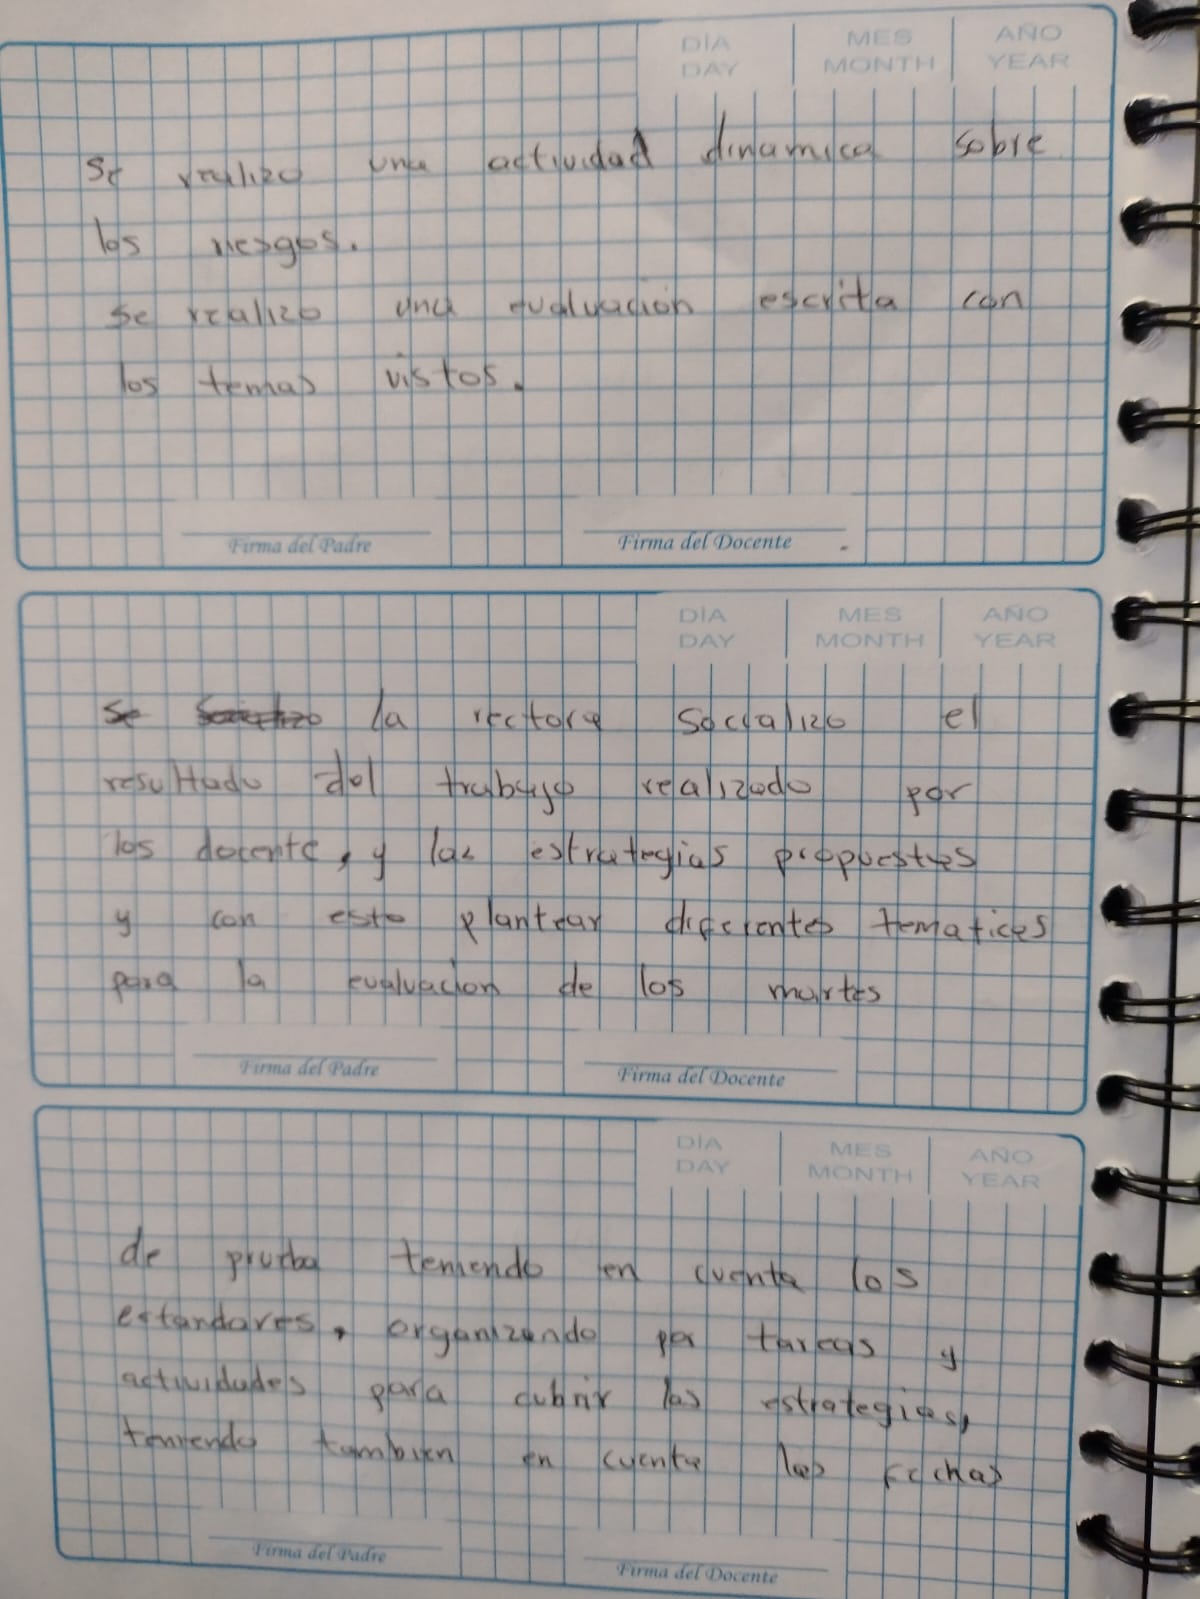 DÍA MES AÑO
DAY MONTH YEAR
Se realizo una actividad dinamica sobre
los riesgos.
se realizo una evaluación escrita con
los temas vistos.
Firma del Padre Firma del Docente
DÍA MES AÑO
DAY MONTH YEAR
Se la rectora socializo el
resultado del trabajo realizado por
los docente, y las estrategias propuestas
y con esto plantear diferentes tematices
para la evaluacion de los martes
Firma del Padre Firma del Docente
DÍA MES AÑO
DAY MONTH YEAR
de prueba teniendo en cuenta los
estandares, organizando por tareas y
actividades para cubrir las estrategias,
teniendo tambien en cuenta las fechas
Firma del Padre Firma del Docente